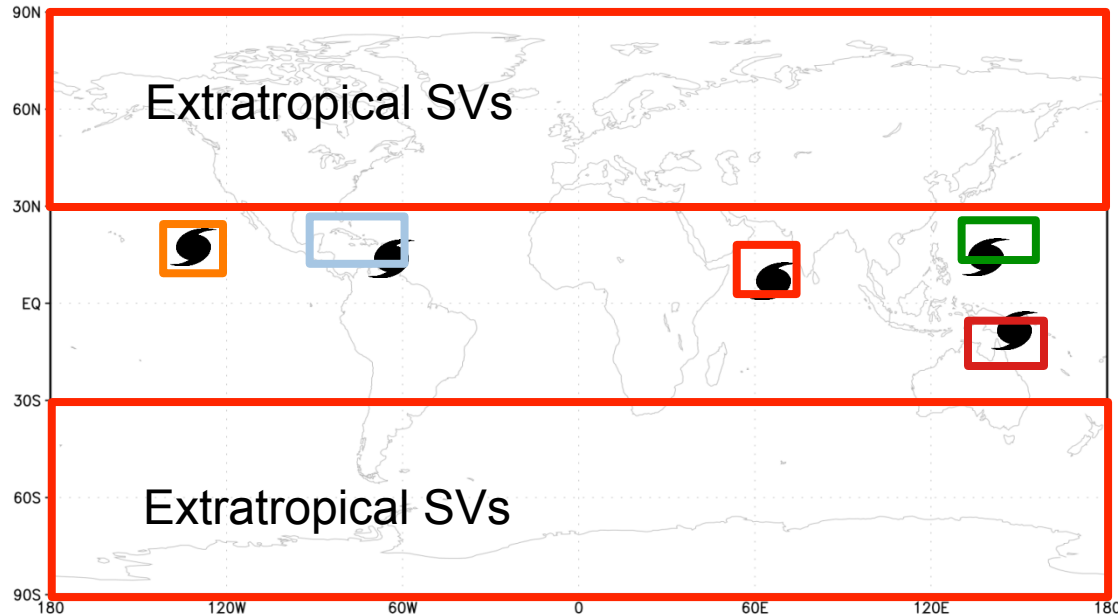 90N
Extratropical SVs
60N
30N
EQ
30S
Extratropical SVs
60S
90S
180 120W 60W 0 60E 120E 180